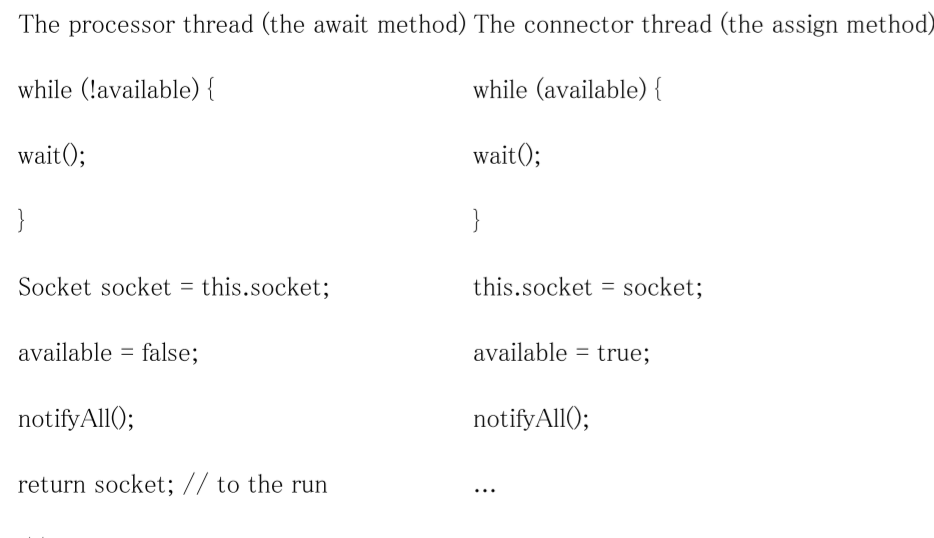 The processor thread (the await method) The connector thread (the assign method)
while (!available) { while (available) {
wait(); wait();
} }
Socket socket = this.socket; this.socket = socket;
available = false; available = true;
notifyAll(); notifyAll();
return socket; // to the run ...